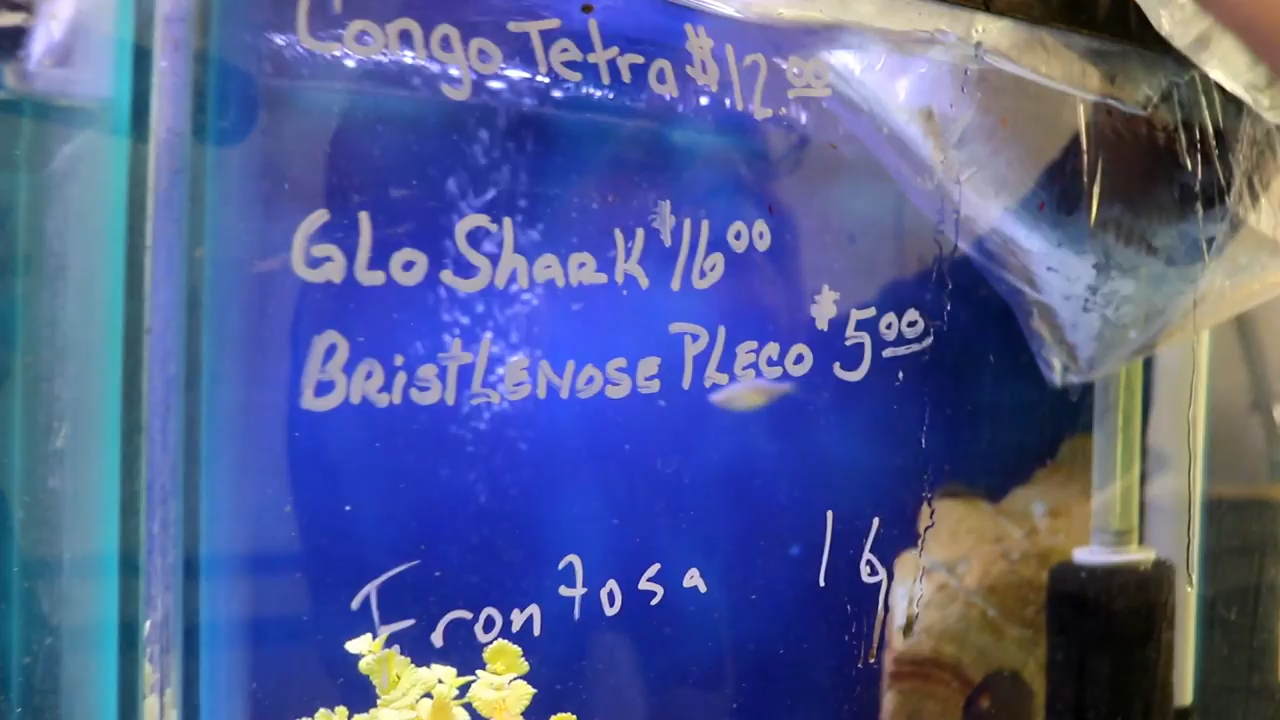 Congo Tetra $12.00
GLo Shark $16 00
BRistLENOSE PLECO $5 00
Frontosa 16